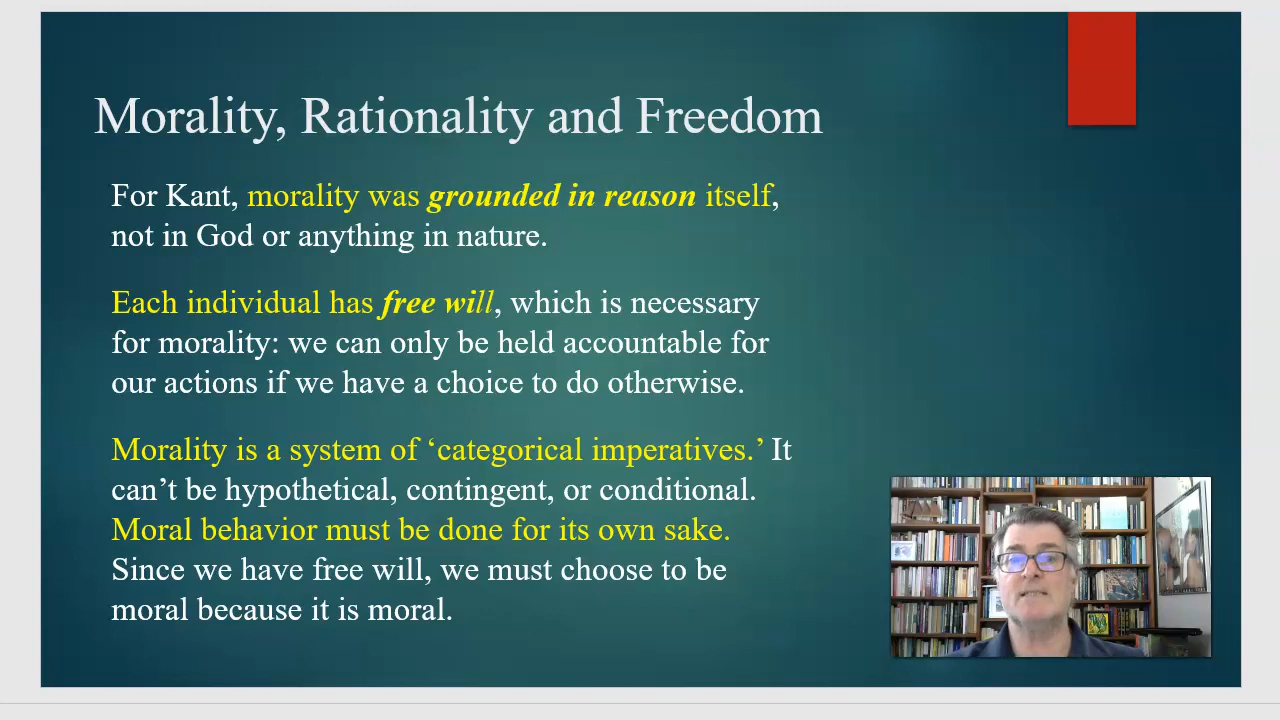 Morality, Rationality and Freedom
For Kant, morality was grounded in reason itself,
not in God or anything in nature.
Each individual has free will, which is necessary
for morality: we can only be held accountable for
our actions if we have a choice to do otherwise.
Morality is a system of ‘categorical imperatives.’ It
can’t be hypothetical, contingent, or conditional.
Moral behavior must be done for its own sake.
Since we have free will, we must choose to be
moral because it is moral.